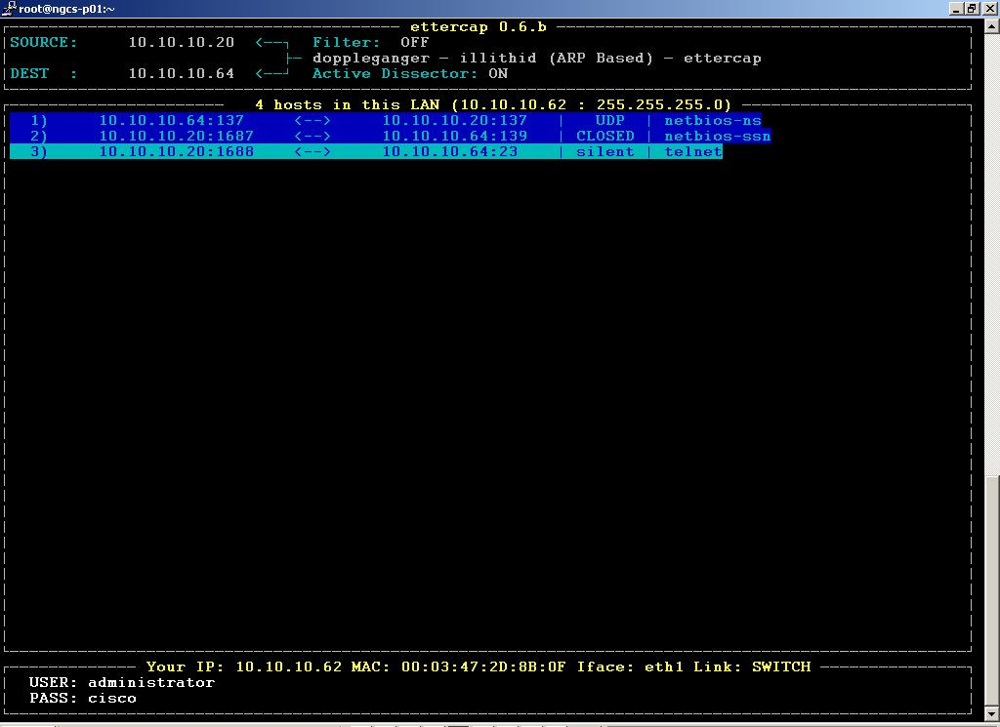 root@ngcs-p01:~
ettercap 0.6.b
SOURCE: 10.10.10.20 <--┐ Filter: OFF
├- doppleganger - illithid (ARP Based) - ettercap
DEST : 10.10.10.64 <--┘ Active Dissector: ON
4 hosts in this LAN (10.10.10.62 : 255.255.255.0)
1) 10.10.10.64:137 <--> 10.10.10.20:137 | UDP | netbios-ns
2) 10.10.10.20:1687 <--> 10.10.10.64:139 | CLOSED | netbios-ssn
3) 10.10.10.20:1688 <--> 10.10.10.64:23 | silent | telnet
Your IP: 10.10.10.62 MAC: 00:03:47:2D:8B:0F Iface: eth1 Link: SWITCH
USER: administrator
PASS: cisco